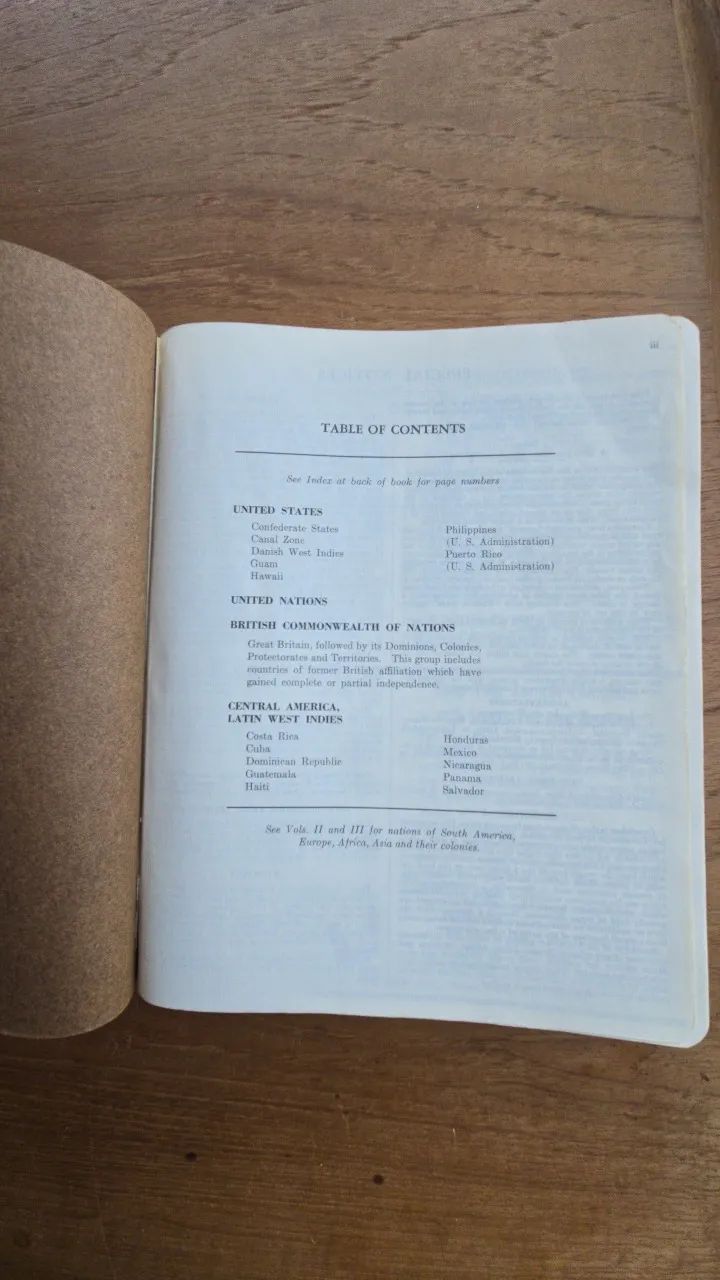 iii
TABLE OF CONTENTS
See Index at back of book for page numbers
UNITED STATES
Confederate States
Canal Zone
Danish West Indies
Guam
Hawaii
Philippines
(U. S. Administration)
Puerto Rico
(U. S. Administration)
UNITED NATIONS
BRITISH COMMONWEALTH OF NATIONS
Great Britain, followed by its Dominions, Colonies,
Protectorates and Territories. This group includes
countries of former British affiliation which have
gained complete or partial independence.
CENTRAL AMERICA,
LATIN WEST INDIES
Costa Rica
Cuba
Dominican Republic
Guatemala
Haiti
Honduras
Mexico
Nicaragua
Panama
Salvador
See Vols. II and III for nations of South America,
Europe, Africa, Asia and their colonies.